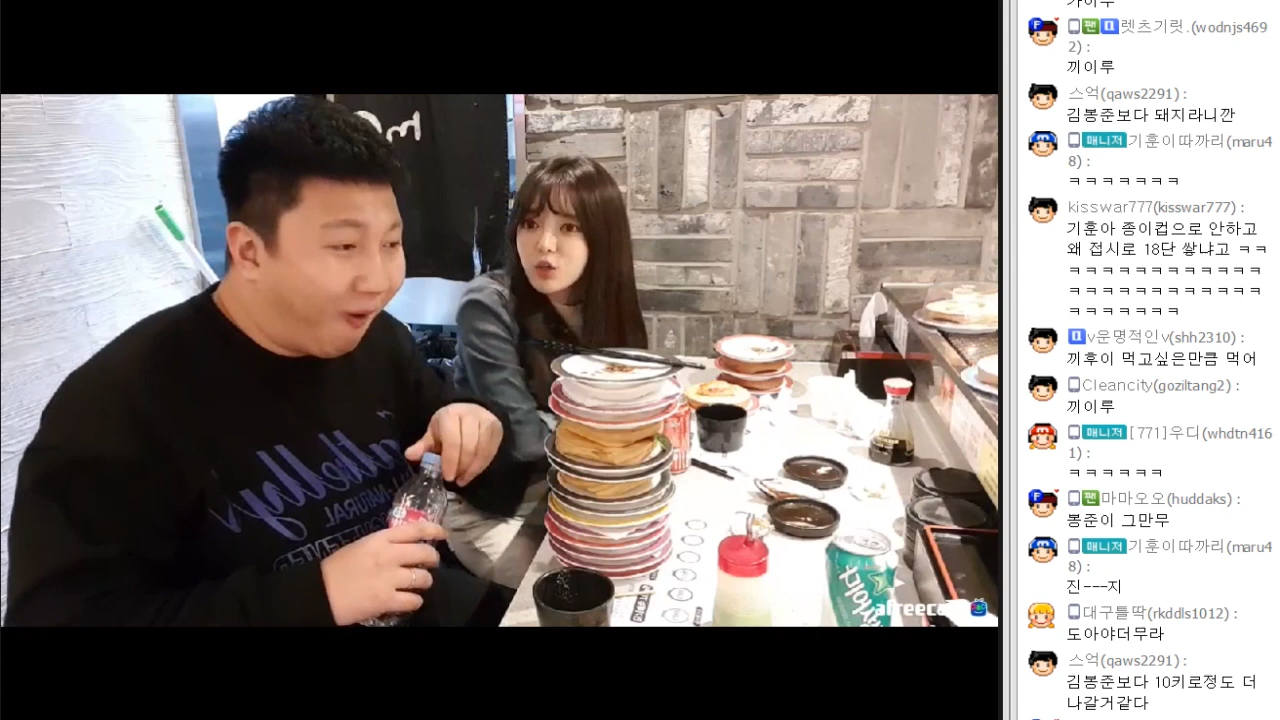 렛츠기릿.(wodnjs469
2) :
끼이루
스억(qaws2291) :
김봉준보다 돼지라니깐
매니저 기훈이따까리(maru4
8) :
ㅋㅋㅋㅋㅋㅋㅋ
kisswar777(kisswar777) :
기훈아 종이컵으로 안하고
왜 접시로 18단 쌓냐고 ㅋㅋ
ㅋㅋㅋㅋㅋㅋㅋㅋㅋㅋㅋㅋ
ㅋㅋㅋㅋㅋㅋㅋㅋㅋㅋㅋㅋ
ㅋㅋㅋㅋㅋㅋㅋ
v운명적인v(shh2310) :
끼후이 먹고싶은만큼 먹어
Cleancity(goziltang2) :
끼이루
매니저 [771]우디(whdtn416
1) :
ㅋㅋㅋㅋㅋㅋ
팬 마마오오(huddaks) :
뽕준이 그만무
매니저 기훈이따까리(maru4
8) :
진---지
대구틀딱(rkddls1012) :
도아야더무라
스억(qaws2291) :
김봉준보다 10키로정도 더
나갈거같다
afreeca